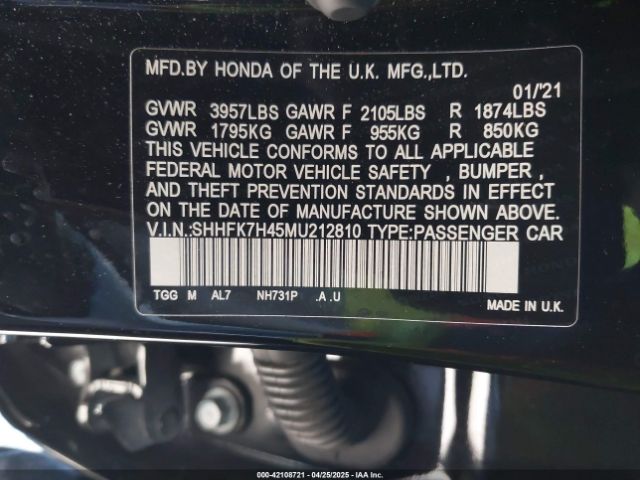 MFD.BY HONDA OF THE U.K. MFG.,LTD.
01/'21
GVWR 3957LBS GAWR F 2105LBS R 1874LBS
GVWR 1795KG GAWR F 955KG R 850KG
THIS VEHICLE CONFORMS TO ALL APPLICABLE
FEDERAL MOTOR VEHICLE SAFETY , BUMPER ,
AND THEFT PREVENTION STANDARDS IN EFFECT
ON THE DATE OF MANUFACTURE SHOWN ABOVE.
V.I.N.:SHHFK7H45MU212810 TYPE:PASSENGER CAR
TGG M AL7 NH731P .A .U
MADE IN U.K.
000-42108721 - 04/25/2025 - IAAI.COM